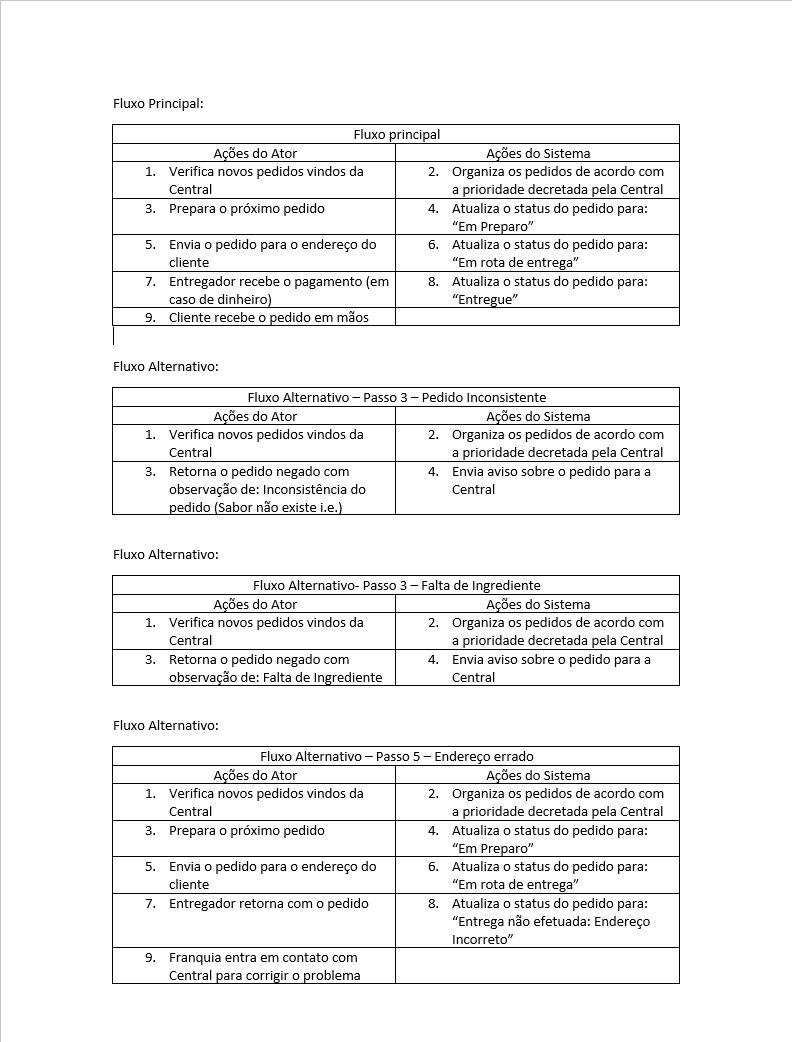 Fluxo Principal:
Fluxo principal
Ações do Ator
Ações do Sistema
1. Verifica novos pedidos vindos da
Central
2. Organiza os pedidos de acordo com
a prioridade decretada pela Central
3. Prepara o próximo pedido
4. Atualiza o status do pedido para:
“Em Preparo”
5. Envia o pedido para o endereço do
cliente
6. Atualiza o status do pedido para:
“Em rota de entrega”
7. Entregador recebe o pagamento (em
caso de dinheiro)
8. Atualiza o status do pedido para:
“Entregue”
9. Cliente recebe o pedido em mãos
Fluxo Alternativo:
Fluxo Alternativo – Passo 3 – Pedido Inconsistente
Ações do Ator
Ações do Sistema
1. Verifica novos pedidos vindos da
Central
2. Organiza os pedidos de acordo com
a prioridade decretada pela Central
3. Retorna o pedido negado com
observação de: Inconsistência do
pedido (Sabor não existe i.e.)
4. Envia aviso sobre o pedido para a
Central
Fluxo Alternativo:
Fluxo Alternativo- Passo 3 – Falta de Ingrediente
Ações do Ator
Ações do Sistema
1. Verifica novos pedidos vindos da
Central
2. Organiza os pedidos de acordo com
a prioridade decretada pela Central
3. Retorna o pedido negado com
observação de: Falta de Ingrediente
4. Envia aviso sobre o pedido para a
Central
Fluxo Alternativo:
Fluxo Alternativo – Passo 5 – Endereço errado
Ações do Ator
Ações do Sistema
1. Verifica novos pedidos vindos da
Central
2. Organiza os pedidos de acordo com
a prioridade decretada pela Central
3. Prepara o próximo pedido
4. Atualiza o status do pedido para:
“Em Preparo”
5. Envia o pedido para o endereço do
cliente
6. Atualiza o status do pedido para:
“Em rota de entrega”
7. Entregador retorna com o pedido
8. Atualiza o status do pedido para:
“Entrega não efetuada: Endereço
Incorreto”
9. Franquia entra em contato com
Central para corrigir o problema